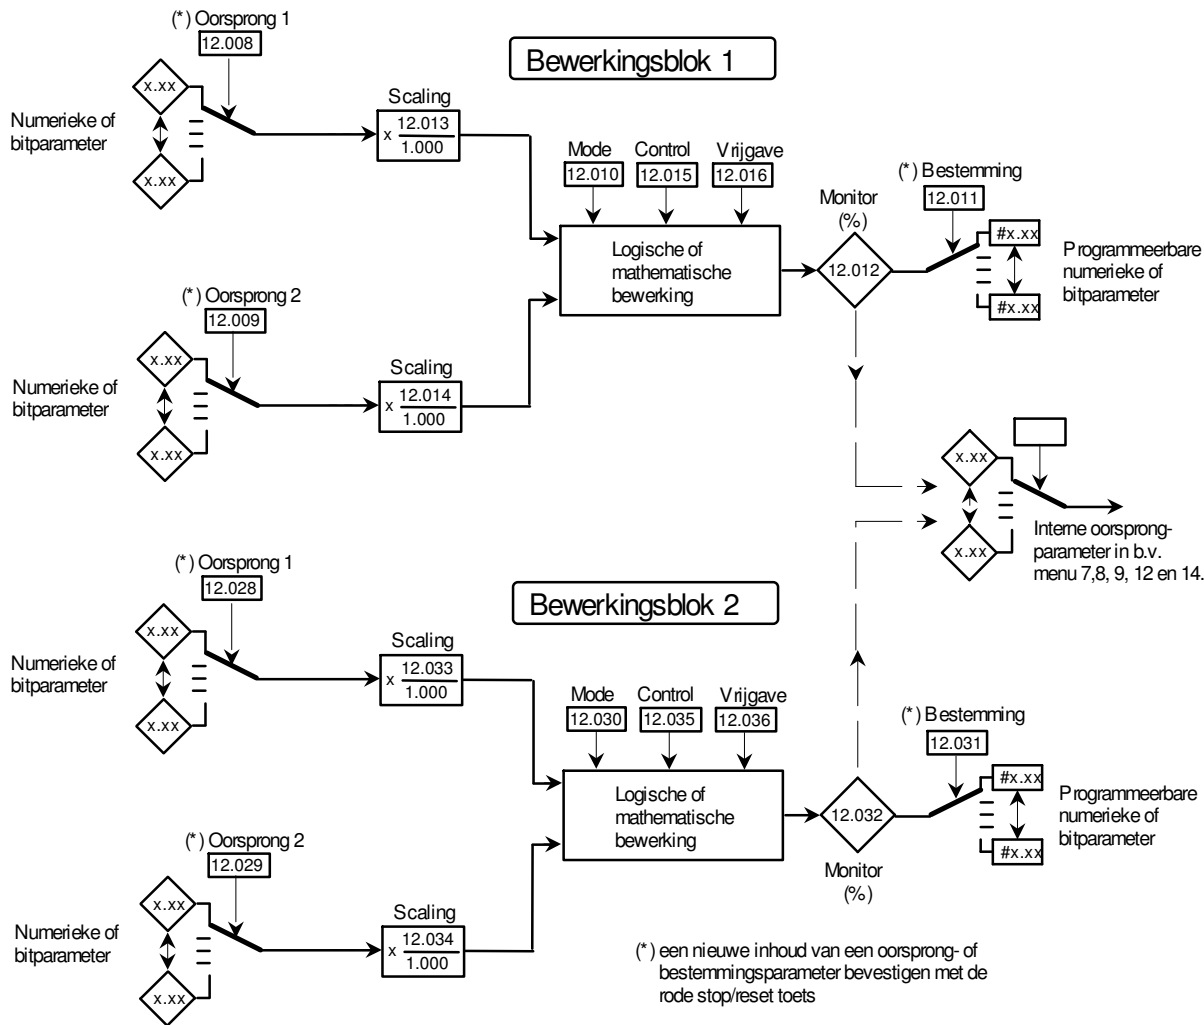 (*) Oorsprong 1
12.008
Bewerkingsblok 1
x.xx
Numerieke of
bitparameter
x.xx
Scaling
x 12.013
1.000
Mode
12.010
Control
12.015
Vrijgave
12.016
(*) Bestemming
12.011
Monitor
(%)
12.012
Logische of
mathematische
bewerking
#x.xx
#x.xx
Programmeerbare
numerieke of
bitparameter
(*) Oorsprong 2
12.009
x.xx
Numerieke of
bitparameter
x.xx
Scaling
x 12.014
1.000
x.xx
x.xx
Interne oorsprong-
parameter in b.v.
menu 7,8, 9, 12 en 14.
(*) Oorsprong 1
12.028
Bewerkingsblok 2
x.xx
Numerieke of
bitparameter
x.xx
Scaling
x 12.033
1.000
Mode
12.030
Control
12.035
Vrijgave
12.036
(*) Bestemming
12.031
Logische of
mathematische
bewerking
12.032
Monitor
(%)
#x.xx
#x.xx
Programmeerbare
numerieke of
bitparameter
(*) Oorsprong 2
12.029
x.xx
Numerieke of
bitparameter
x.xx
Scaling
x 12.034
1.000
(*) een nieuwe inhoud van een oorsprong- of
bestemmingsparameter bevestigen met de
rode stop/reset toets